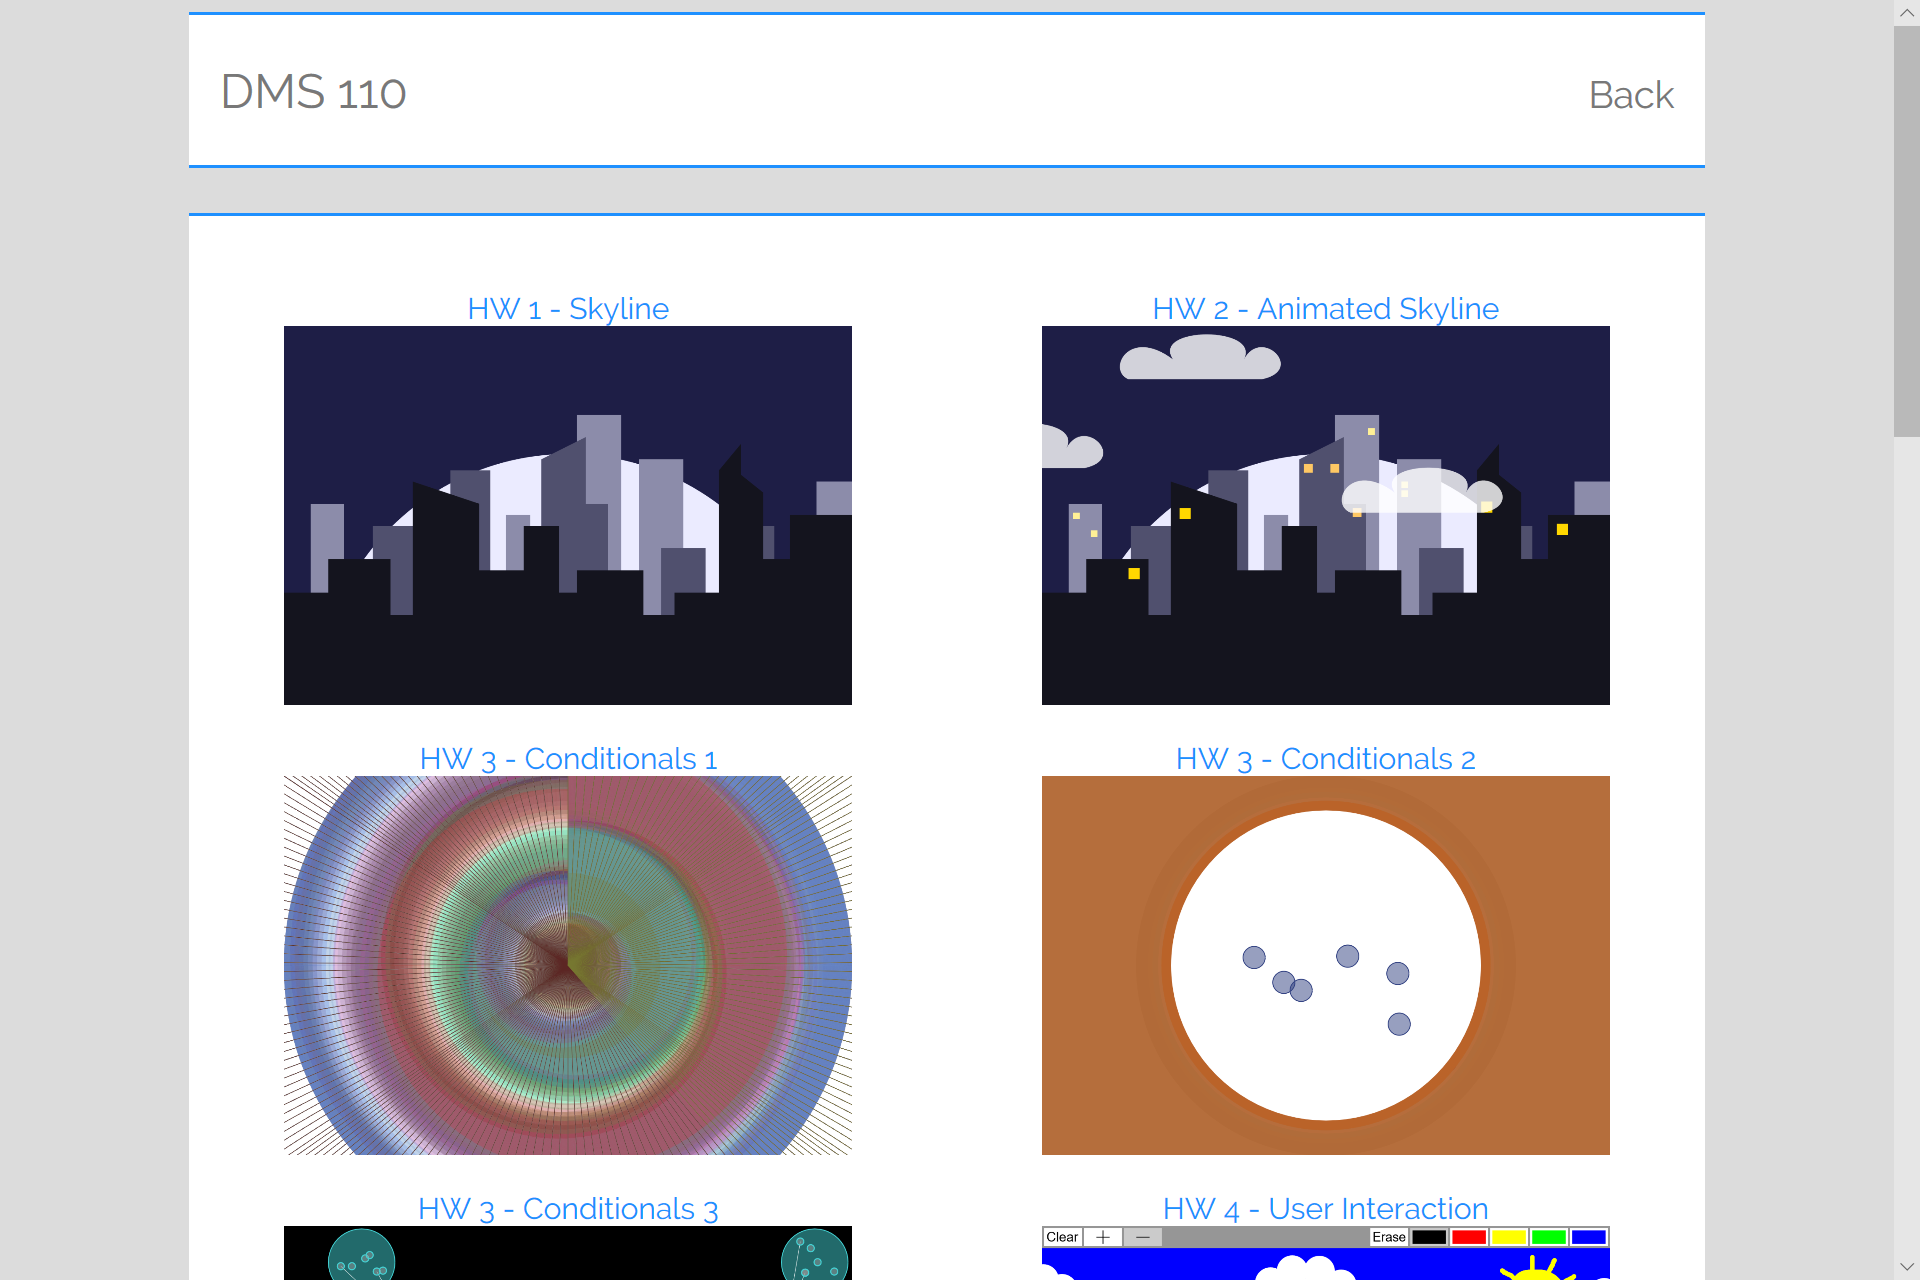 DMS 110
Back
HW 1 - Skyline
HW 2 - Animated Skyline
HW 3 - Conditionals 1
HW 3 - Conditionals 2
HW 3 - Conditionals 3
HW 4 - User Interaction
Clear + − Erase